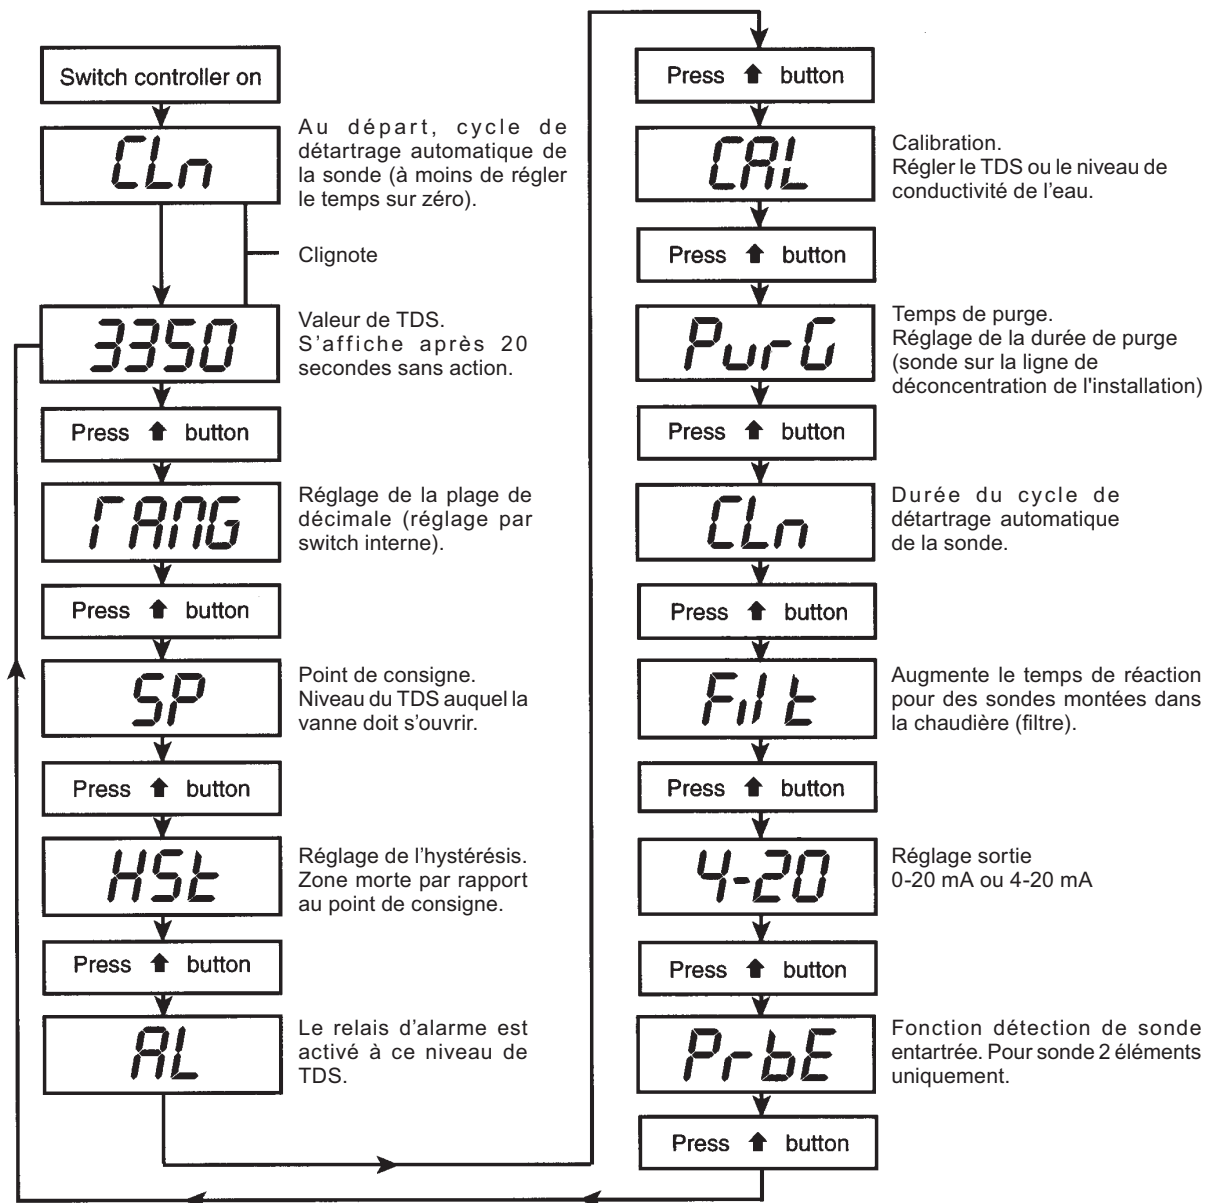 Switch controller on
CLn
Au départ, cycle de
détartrage automatique de
la sonde (à moins de régler
le temps sur zéro).
Clignote
3350
Valeur de TDS.
S'affiche après 20
secondes sans action.
Press ⬆ button
rANG
Réglage de la plage de
décimale (réglage par
switch interne).
Press ⬆ button
SP
Point de consigne.
Niveau du TDS auquel la
vanne doit s'ouvrir.
Press ⬆ button
HSt
Réglage de l'hystérésis.
Zone morte par rapport
au point de consigne.
Press ⬆ button
AL
Le relais d'alarme est
activé à ce niveau de
TDS.
Press ⬆ button
CAL
Calibration.
Régler le TDS ou le niveau de
conductivité de l'eau.
Press ⬆ button
PurG
Temps de purge.
Réglage de la durée de purge
(sonde sur la ligne de
déconcentration de l'installation)
Press ⬆ button
CLn
Durée du cycle de
détartrage automatique
de la sonde.
Press ⬆ button
Filt
Augmente le temps de réaction
pour des sondes montées dans
la chaudière (filtre).
Press ⬆ button
4-20
Réglage sortie
0-20 mA ou 4-20 mA
Press ⬆ button
PrbE
Fonction détection de sonde
entartrée. Pour sonde 2 éléments
uniquement.
Press ⬆ button